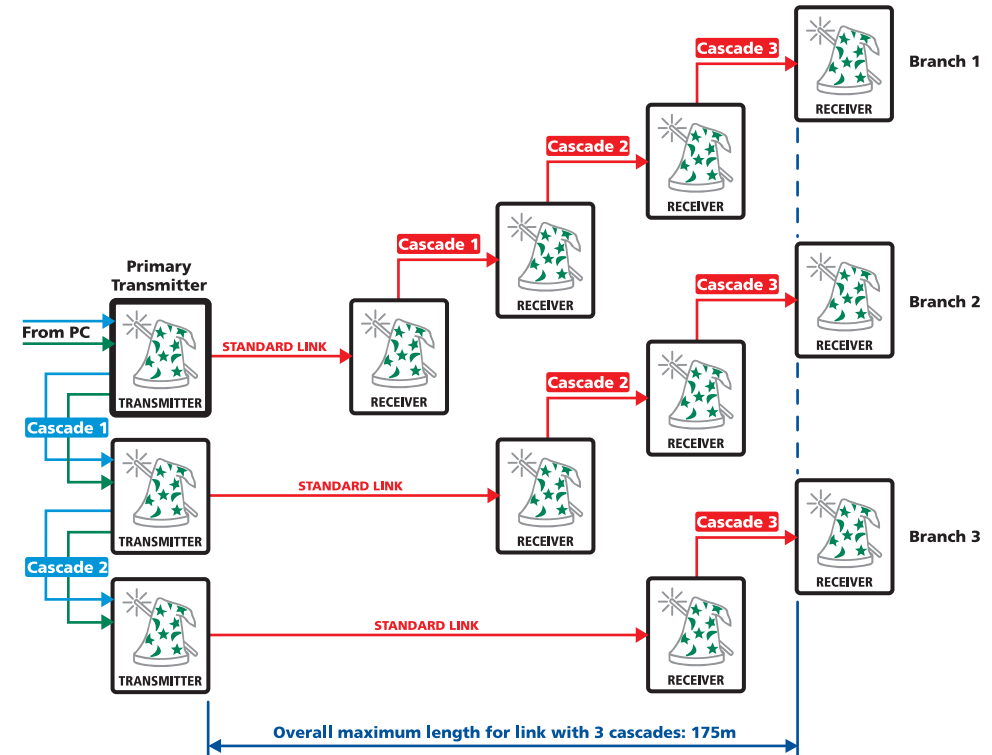 Cascade 3
Branch 1
RECEIVER
Cascade 2
RECEIVER
Cascade 1
RECEIVER
Primary
Transmitter
From PC
STANDARD LINK
TRANSMITTER
RECEIVER
Cascade 3
Branch 2
RECEIVER
Cascade 2
RECEIVER
Cascade 1
STANDARD LINK
TRANSMITTER
RECEIVER
Cascade 3
Branch 3
RECEIVER
Cascade 2
STANDARD LINK
TRANSMITTER
RECEIVER
Overall maximum length for link with 3 cascades: 175m